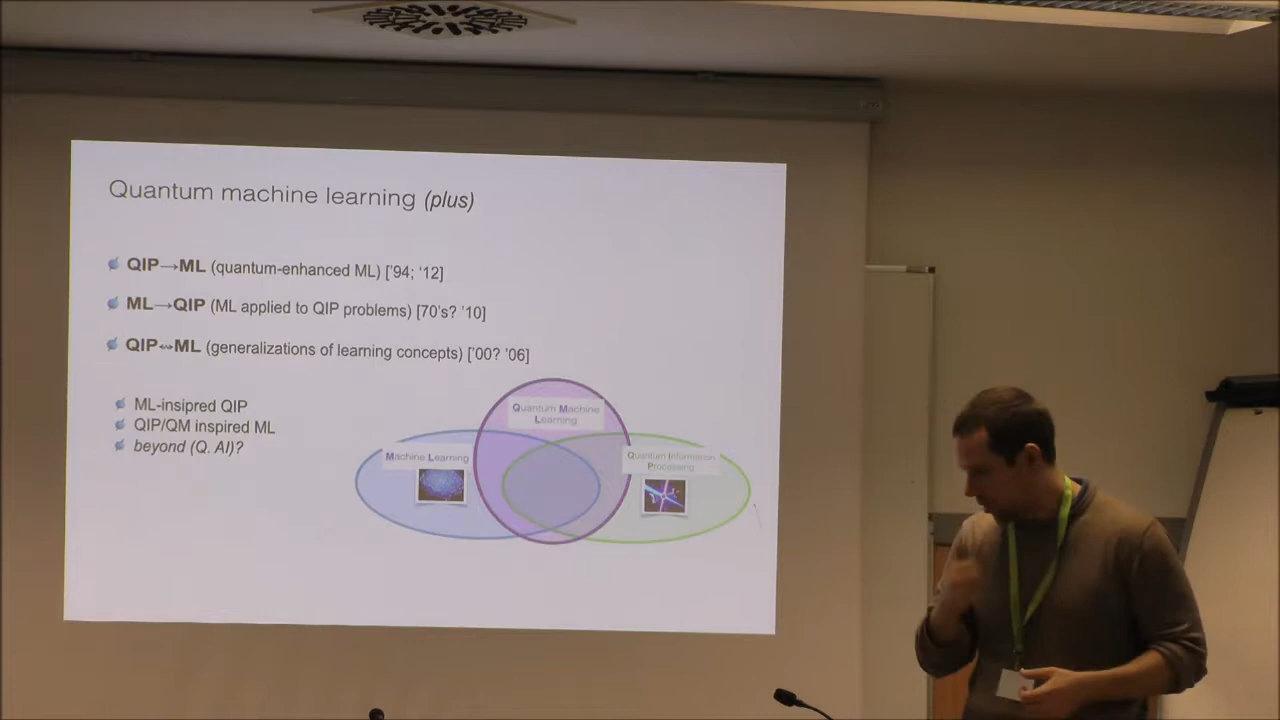 Quantum machine learning (plus)
QIP→ML (quantum-enhanced ML) ['94; '12]
ML→QIP (ML applied to QIP problems) [70's? '10]
QIP↔ML (generalizations of learning concepts) ['00? '06]
ML-insipred QIP
QIP/QM inspired ML
beyond (Q. AI)?
Quantum Machine
Learning
Machine Learning
Quantum Information
Processing